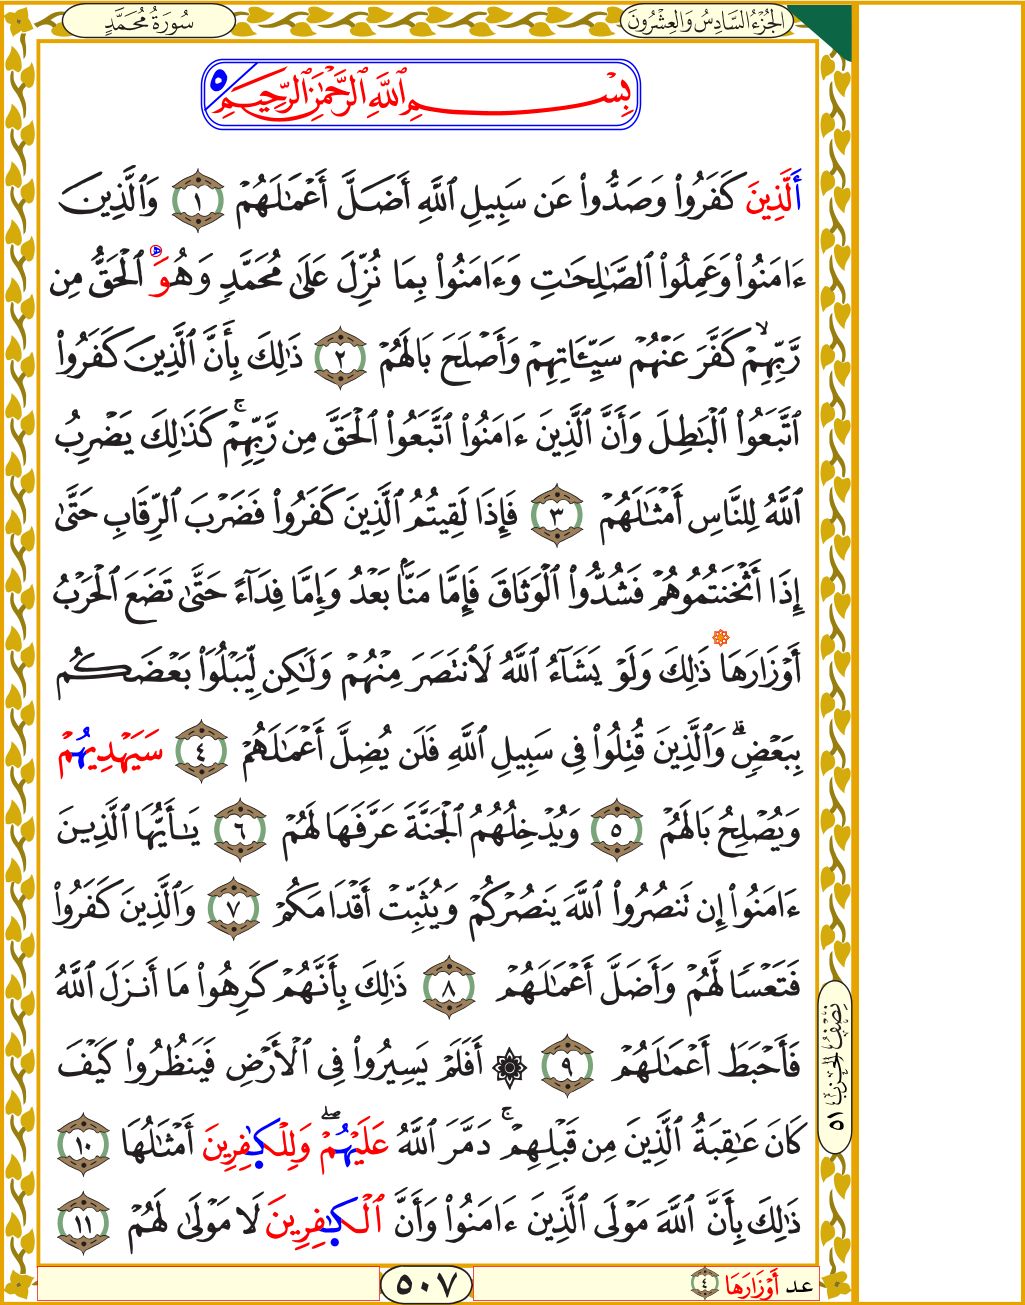 الجُزْءُ السَّادِسُ وَالعِشْرُونَ
سُورَةُ مُحَمَّدٍ
بِسْمِ ٱللَّهِ ٱلرَّحْمَٰنِ ٱلرَّحِيمِ ٥
أَلَّذِينَ كَفَرُوا۟ وَصَدُّوا۟ عَن سَبِيلِ ٱللَّهِ أَضَلَّ أَعْمَٰلَهُمْ ١ وَٱلَّذِينَ
ءَامَنُوا۟ وَعَمِلُوا۟ ٱلصَّٰلِحَٰتِ وَءَامَنُوا۟ بِمَا نُزِّلَ عَلَىٰ مُحَمَّدٍ وَهُوَ ٱلْحَقُّ مِن
رَّبِّهِمْ ۙ كَفَّرَ عَنْهُمْ سَيِّـَٔاتِهِمْ وَأَصْلَحَ بَالَهُمْ ٢ ذَٰلِكَ بِأَنَّ ٱلَّذِينَ كَفَرُوا۟
ٱتَّبَعُوا۟ ٱلْبَٰطِلَ وَأَنَّ ٱلَّذِينَ ءَامَنُوا۟ ٱتَّبَعُوا۟ ٱلْحَقَّ مِن رَّبِّهِمْ ۚ كَذَٰلِكَ يَضْرِبُ
ٱللَّهُ لِلنَّاسِ أَمْثَٰلَهُمْ ٣ فَإِذَا لَقِيتُمُ ٱلَّذِينَ كَفَرُوا۟ فَضَرْبَ ٱلرِّقَابِ حَتَّىٰٓ
إِذَآ أَثْخَنتُمُوهُمْ فَشُدُّوا۟ ٱلْوَثَاقَ فَإِمَّا مَنًّۢا بَعْدُ وَإِمَّا فِدَآءً حَتَّىٰ تَضَعَ ٱلْحَرْبُ
أَوْزَارَهَا ذَٰلِكَ وَلَوْ يَشَآءُ ٱللَّهُ لَٱنتَصَرَ مِنْهُمْ وَلَٰكِن لِّيَبْلُوَا۟ بَعْضَكُم
بِبَعْضٍ ۗ وَٱلَّذِينَ قُتِلُوا۟ فِى سَبِيلِ ٱللَّهِ فَلَن يُضِلَّ أَعْمَٰلَهُمْ ٤ سَيَهْدِيهُمْ
وَيُصْلِحُ بَالَهُمْ ٥ وَيُدْخِلُهُمُ ٱلْجَنَّةَ عَرَّفَهَا لَهُمْ ٦ يَٰٓأَيُّهَا ٱلَّذِينَ
ءَامَنُوٓا۟ إِن تَنصُرُوا۟ ٱللَّهَ يَنصُرْكُمْ وَيُثَبِّتْ أَقْدَامَكُمْ ٧ وَٱلَّذِينَ كَفَرُوا۟
فَتَعْسًا لَّهُمْ وَأَضَلَّ أَعْمَٰلَهُمْ ٨ ذَٰلِكَ بِأَنَّهُمْ كَرِهُوا۟ مَآ أَنزَلَ ٱللَّهُ
فَأَحْبَطَ أَعْمَٰلَهُمْ ٩ ۞ أَفَلَمْ يَسِيرُوا۟ فِى ٱلْأَرْضِ فَيَنظُرُوا۟ كَيْفَ
كَانَ عَٰقِبَةُ ٱلَّذِينَ مِن قَبْلِهِمْ ۚ دَمَّرَ ٱللَّهُ عَلَيْهُمْ ۖ وَلِلْكَٰفِرِينَ أَمْثَٰلُهَا ١٠
ذَٰلِكَ بِأَنَّ ٱللَّهَ مَوْلَى ٱلَّذِينَ ءَامَنُوا۟ وَأَنَّ ٱلْكَٰفِرِينَ لَا مَوْلَىٰ لَهُمْ ١١
نِصْفُ الحِزْبِ ٥١
عد أَوْزَارَهَا ٤
٥٠٧